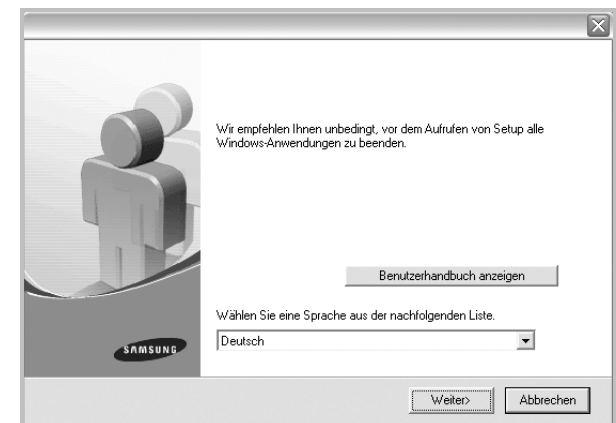 Wir empfehlen Ihnen unbedingt, vor dem Aufrufen von Setup alle
Windows-Anwendungen zu beenden.
Benutzerhandbuch anzeigen
Wählen Sie eine Sprache aus der nachfolgenden Liste.
Deutsch
SAMSUNG
Weiter>
Abbrechen